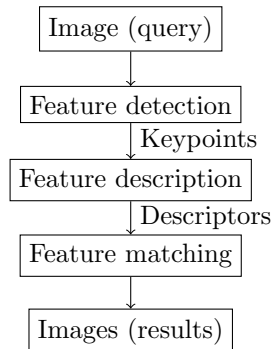 Image (query)
Feature detection
Keypoints
Feature description
Descriptors
Feature matching
Images (results)